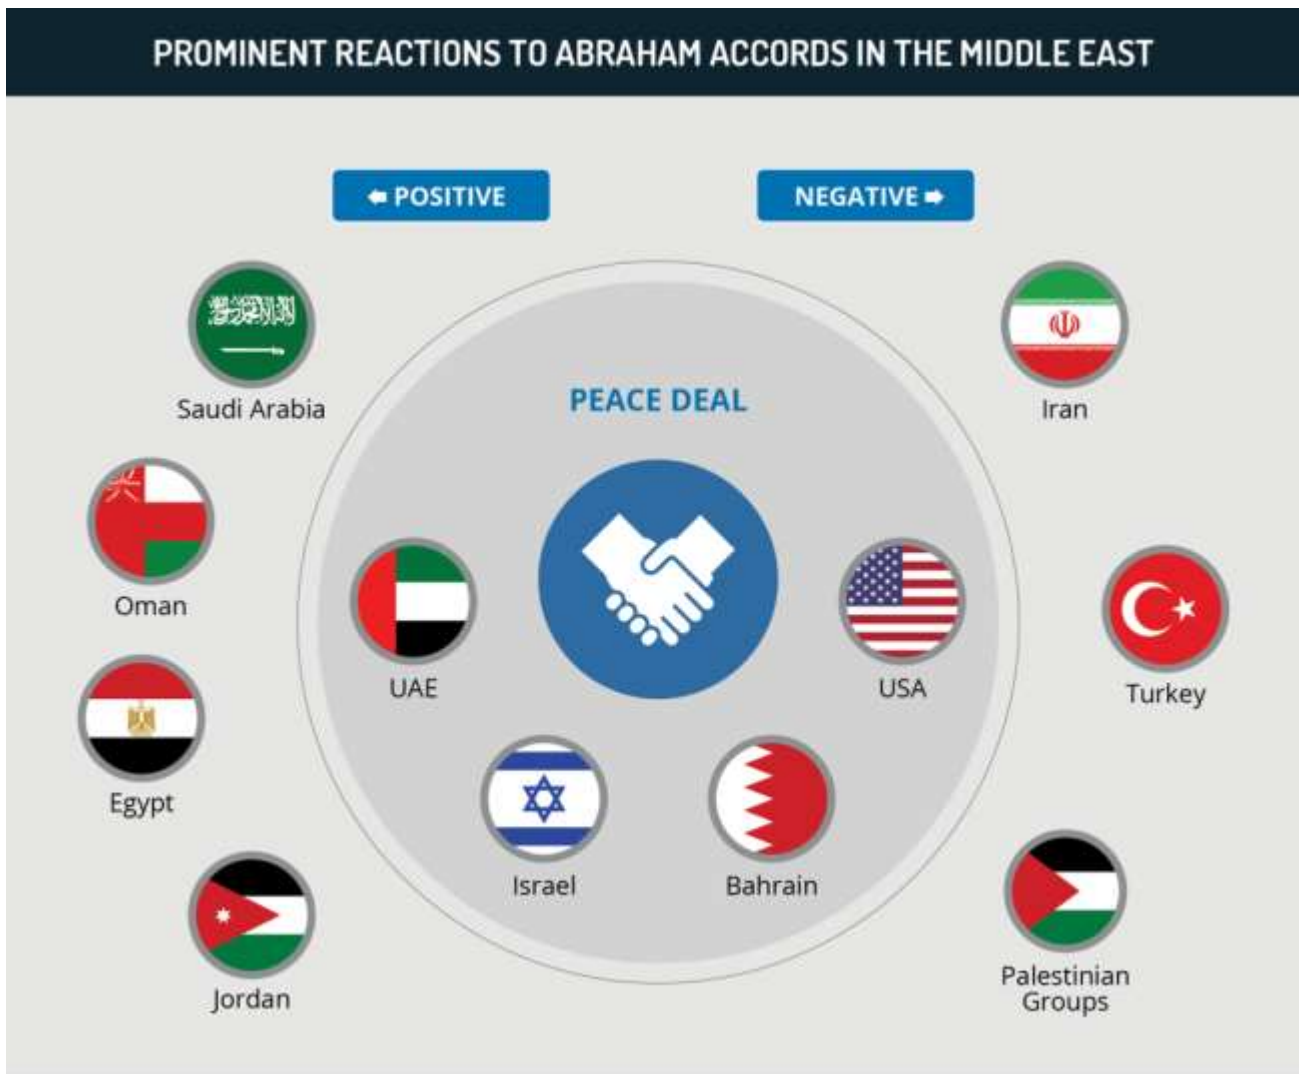 PROMINENT REACTIONS TO ABRAHAM ACCORDS IN THE MIDDLE EAST
POSITIVE
NEGATIVE
Saudi Arabia
Iran
PEACE DEAL
Oman
UAE
USA
Turkey
Egypt
Israel
Bahrain
Jordan
Palestinian
Groups